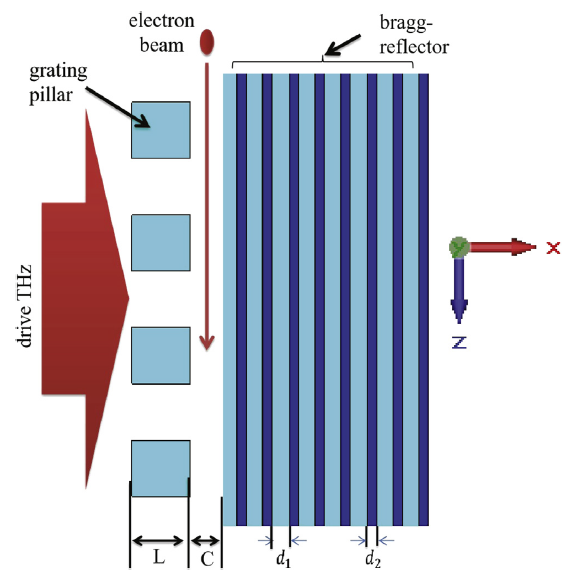 electron
beam
bragg-
reflector
grating
pillar
drive THz
Y
X
Z
L
C
d₁
d₂